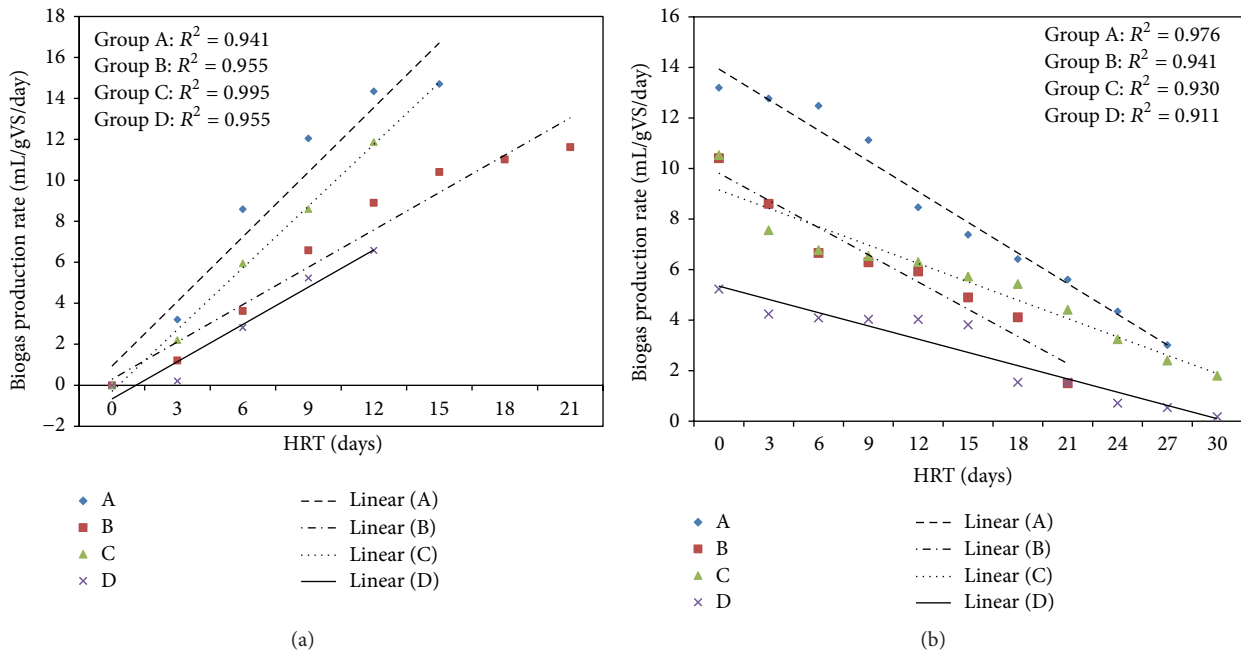 Biogas production rate (mL/gVS/day)
18
16
14
12
10
8
6
4
2
0
−2
Group A: R² = 0.941
Group B: R² = 0.955
Group C: R² = 0.995
Group D: R² = 0.955
0 3 6 9 12 15 18 21
HRT (days)
A Linear (A)
B Linear (B)
C Linear (C)
D Linear (D)
(a)
Biogas production rate (mL/gVS/day)
16
14
12
10
8
6
4
2
0
Group A: R² = 0.976
Group B: R² = 0.941
Group C: R² = 0.930
Group D: R² = 0.911
0 3 6 9 12 15 18 21 24 27 30
HRT (days)
A Linear (A)
B Linear (B)
C Linear (C)
D Linear (D)
(b)